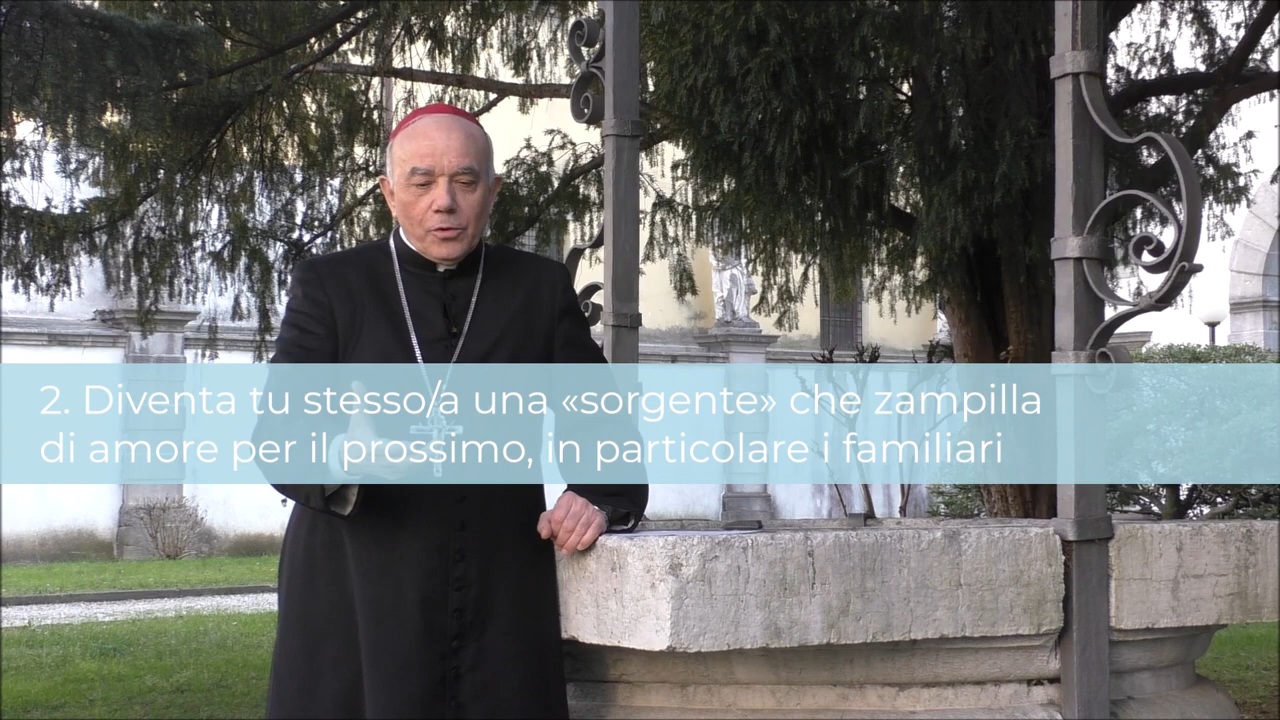 2. Diventa tu stesso/a una «sorgente» che zampilla
di amore per il prossimo, in particolare i familiari